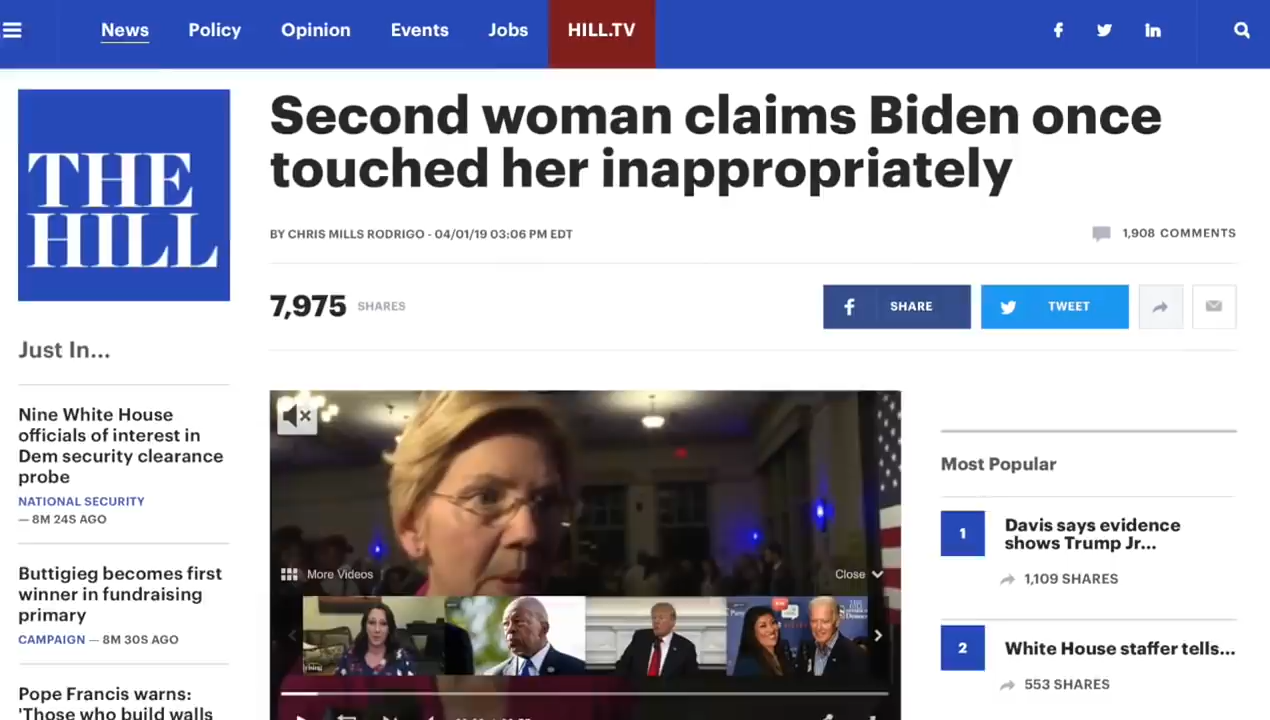 News Policy Opinion Events Jobs HILL.TV
THE
HILL
Second woman claims Biden once
touched her inappropriately
BY CHRIS MILLS RODRIGO - 04/01/19 03:06 PM EDT
1,908 COMMENTS
7,975 SHARES
SHARE
TWEET
Just In...
Nine White House
officials of interest in
Dem security clearance
probe
NATIONAL SECURITY
— 8M 24S AGO
Buttigieg becomes first
winner in fundraising
primary
CAMPAIGN — 8M 30S AGO
Pope Francis warns:
'Those who build walls
More Videos
Close
Most Popular
1
Davis says evidence
shows Trump Jr...
1,109 SHARES
2
White House staffer tells...
553 SHARES